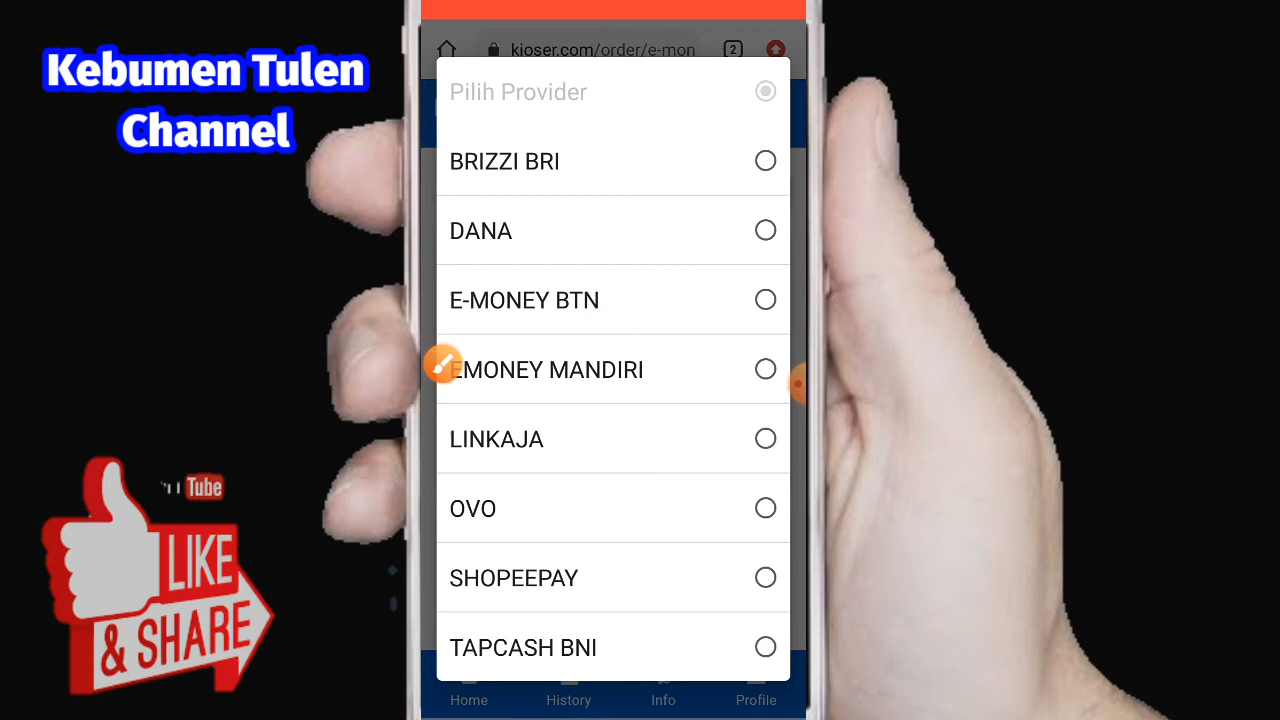 Kebumen Tulen
Channel
kioser.com/order/e-mon
2
Pilih Provider
BRIZZI BRI
DANA
E-MONEY BTN
EMONEY MANDIRI
LINKAJA
OVO
SHOPEEPAY
TAPCASH BNI
Home
History
Info
Profile
Tube
LIKE
& SHARE